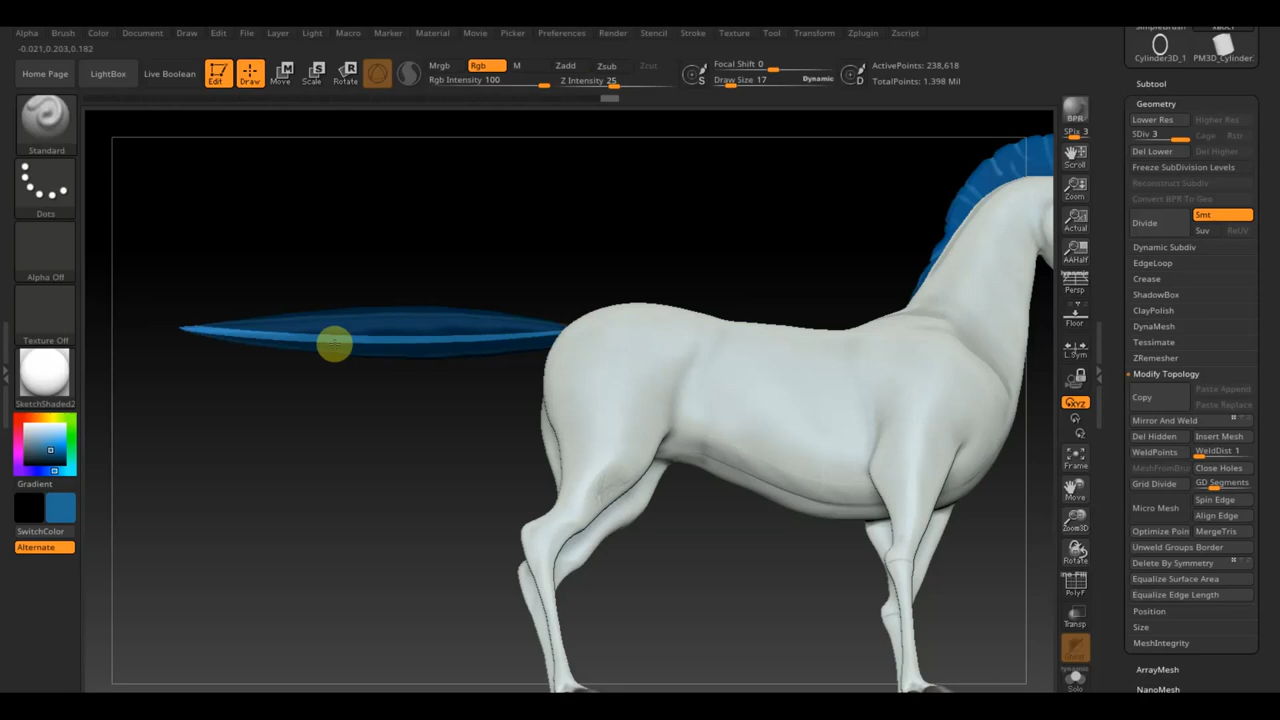 Alpha Brush Color Document Draw Edit File Layer Light Macro Marker Material Movie Picker Preferences Render Stencil Stroke Texture Tool Transform Zplugin Zscript
-0.021,0.203,0.182
Home Page LightBox Live Boolean Edit Draw Move Scale Rotate
Mrgb Rgb M Zadd Zsub Zcut
Rgb Intensity 100 Z Intensity 25
Focal Shift 0
Draw Size 17 Dynamic
ActivePoints: 238,618
TotalPoints: 1.398 Mil
Standard
Dots
Alpha Off
Texture Off
SketchShaded2
Gradient
SwitchColor
Alternate
BPR
SPix 3
Scroll
Zoom
Actual
AAHalf
Dynamic
Persp
Floor
L.Sym
XYZ
Frame
Move
Zoom3D
Rotate
PolyF
Transp
Dynamic
Solo
Cylinder3D_1 PM3D_Cylinder
Subtool
Geometry
Lower Res Higher Res
SDiv 3 Cage Rstr
Del Lower Del Higher
Freeze SubDivision Levels
Reconstruct Subdiv
Convert BPR To Geo
Divide Smt
Suv ReUV
Dynamic Subdiv
EdgeLoop
Crease
ShadowBox
ClayPolish
DynaMesh
Tessimate
ZRemesher
Modify Topology
Copy Paste Append
Paste Replace
Mirror And Weld
Del Hidden Insert Mesh
WeldPoints WeldDist 1
MeshFromBru Close Holes
Grid Divide GD Segments
Micro Mesh Spin Edge
Align Edge
Optimize Poin MergeTris
Unweld Groups Border
Delete By Symmetry
Equalize Surface Area
Equalize Edge Length
Position
Size
MeshIntegrity
ArrayMesh
NanoMesh